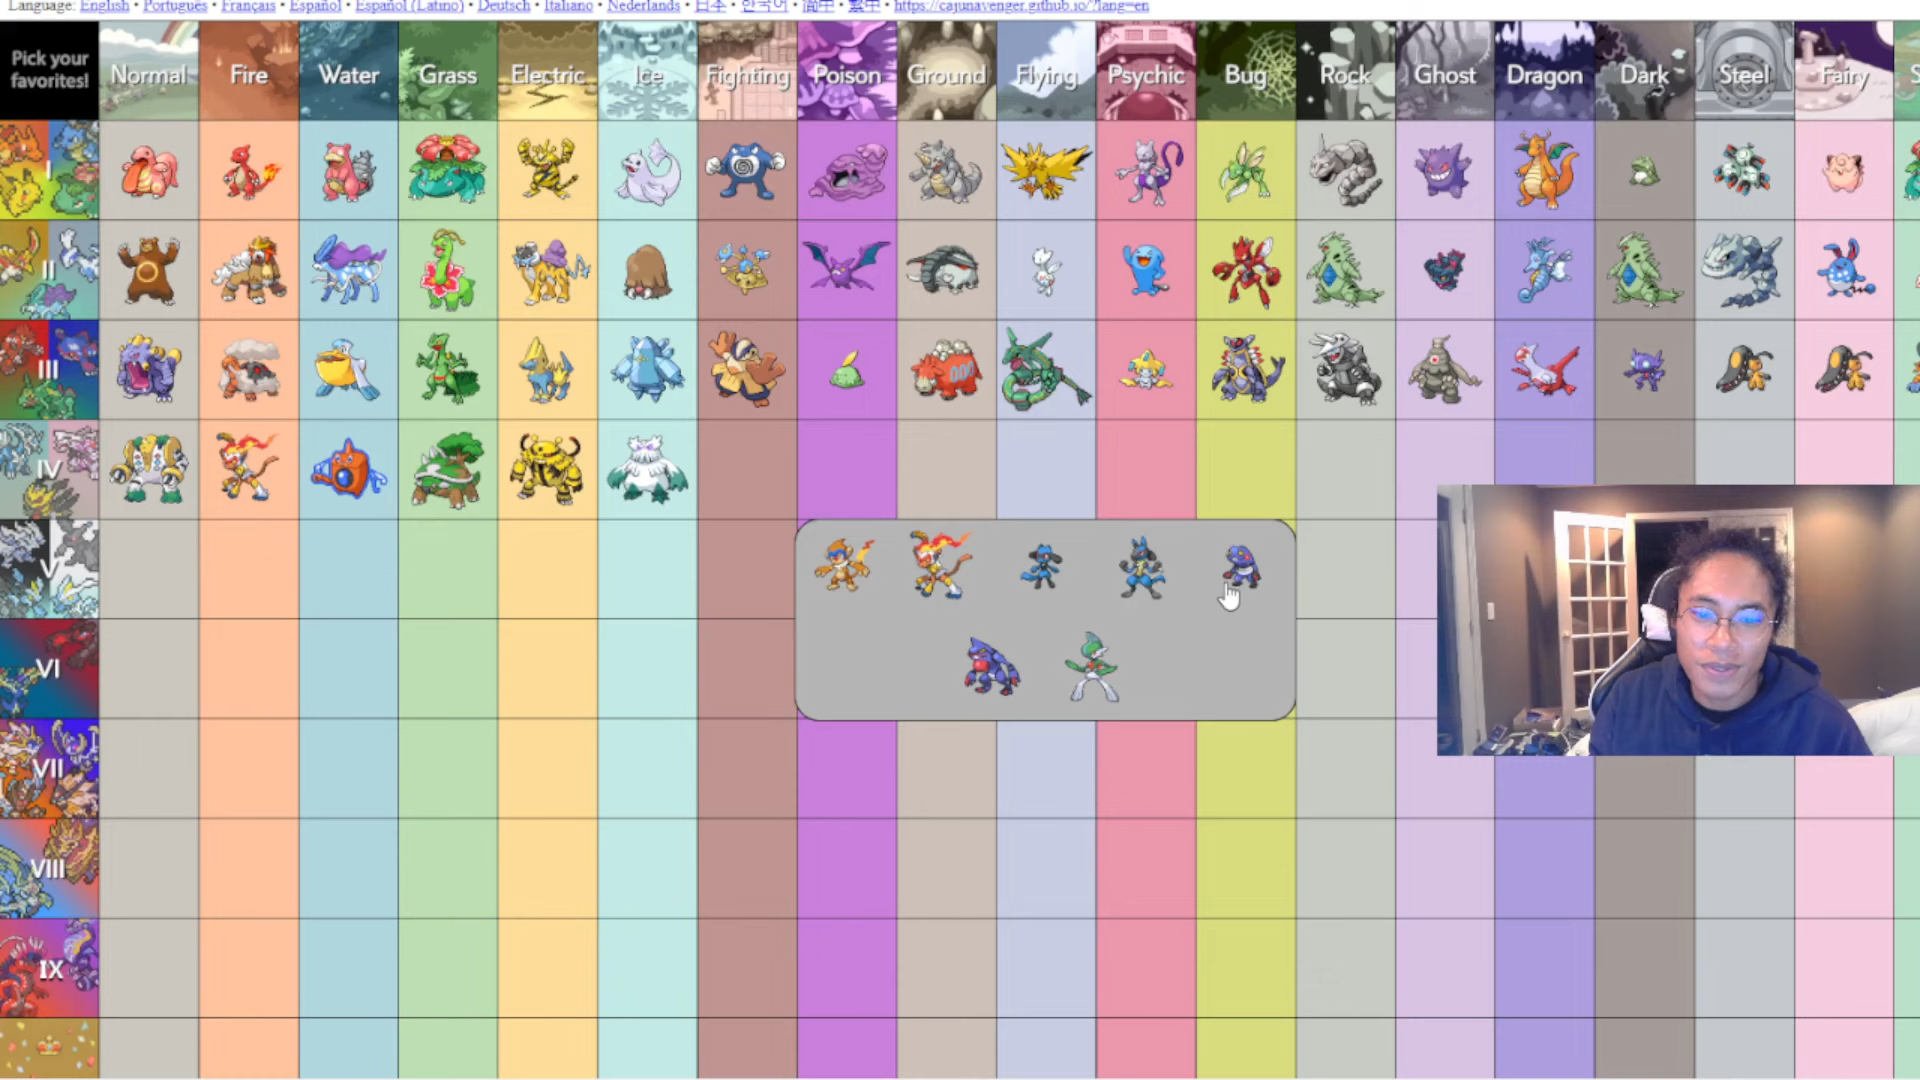 Language: English • Português • Français • Español • Español (Latino) • Deutsch • Italiano • Nederlands • 日本 • 한국어 • 简中 • 繁中 • https://cajunavenger.github.io/?lang=en
Pick your favorites! Normal Fire Water Grass Electric Ice Fighting Poison Ground Flying Psychic Bug Rock Ghost Dragon Dark Steel Fairy S
I
II
III
000
IV
V
VI
VII
VIII
IX